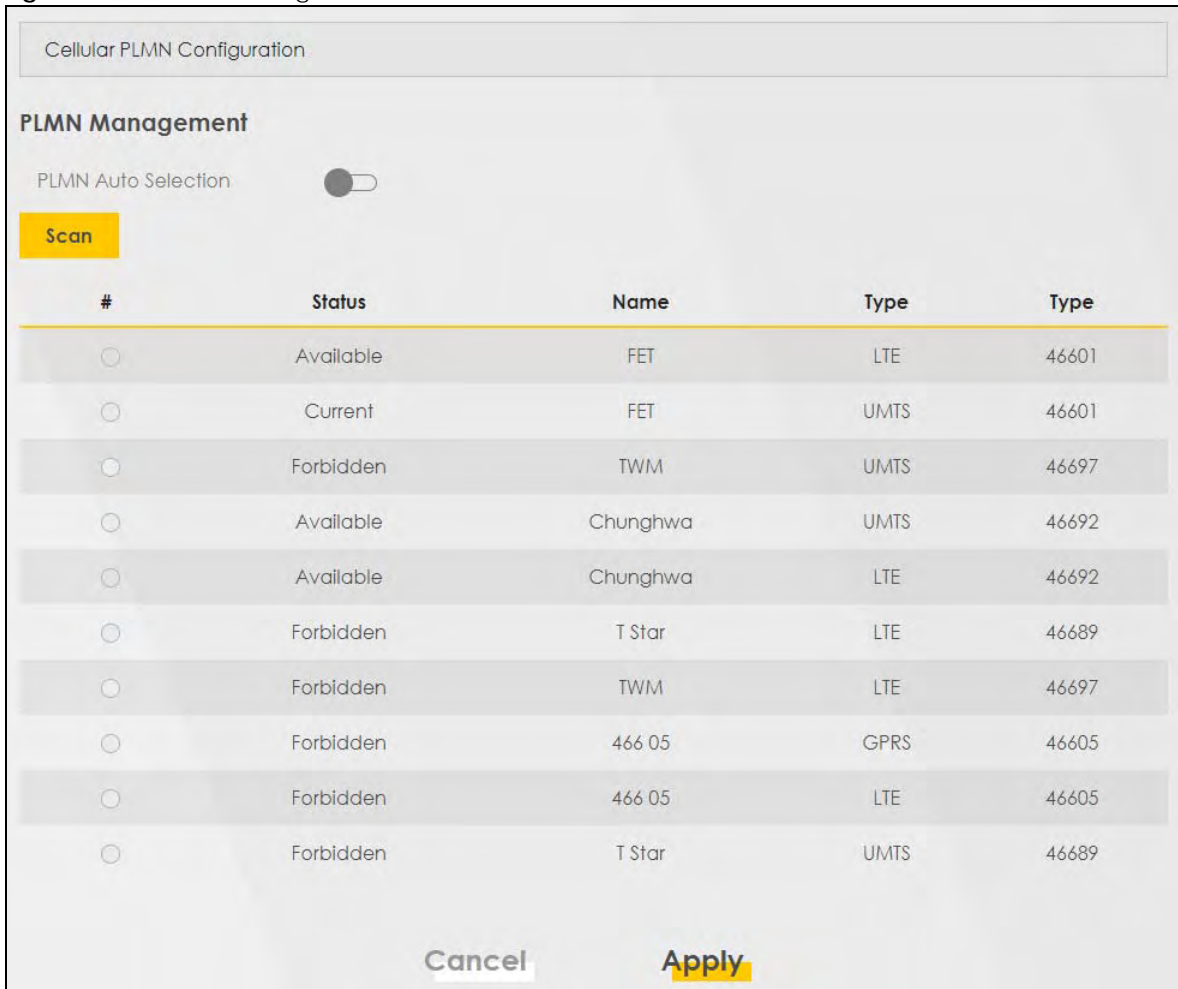 Cellular PLMN Configuration
PLMN Management
PLMN Auto Selection
Scan
# Status Name Type Type
Available FET LTE 46601
Current FET UMTS 46601
Forbidden TWM UMTS 46697
Available Chunghwa UMTS 46692
Available Chunghwa LTE 46692
Forbidden T Star LTE 46689
Forbidden TWM LTE 46697
Forbidden 466 05 GPRS 46605
Forbidden 466 05 LTE 46605
Forbidden T Star UMTS 46689
Cancel Apply